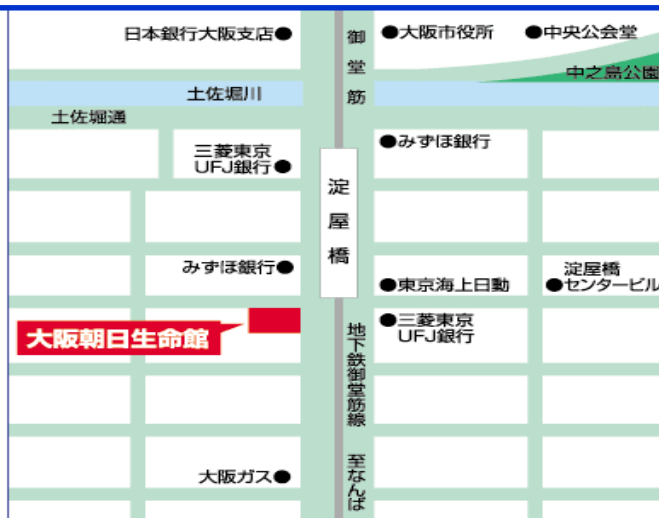 日本銀行大阪支店●
御堂筋
●大阪市役所
●中央公会堂
中之島公園
土佐堀川
土佐堀通
三菱東京
UFJ銀行●
●みずほ銀行
淀屋橋
みずほ銀行●
●東京海上日動
淀屋橋
●センタービル
大阪朝日生命館
●三菱東京
UFJ銀行
地下鉄御堂筋線
至なんば
大阪ガス●